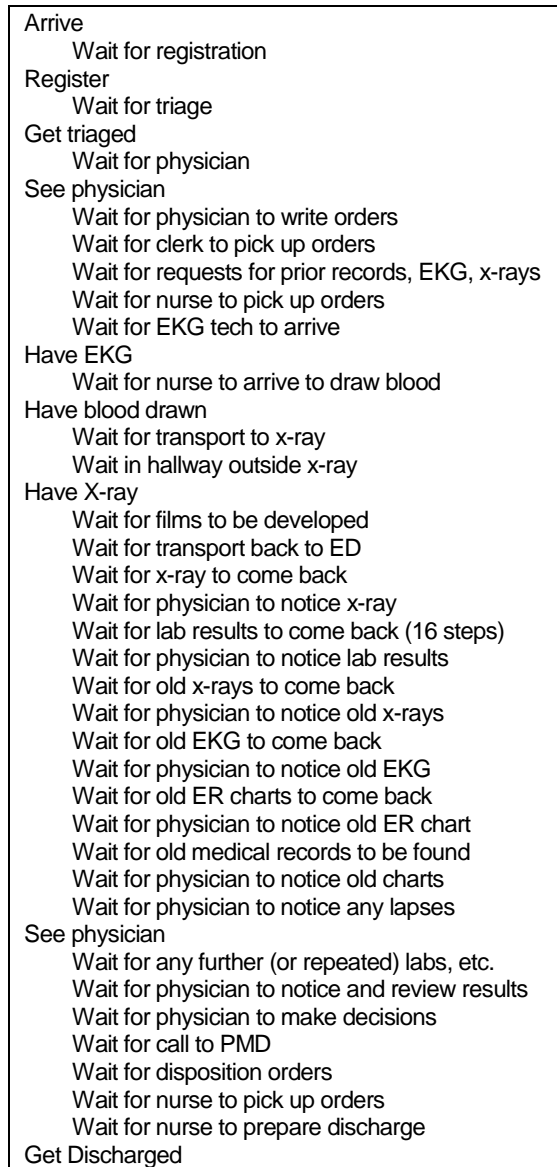 Arrive
Wait for registration
Register
Wait for triage
Get triaged
Wait for physician
See physician
Wait for physician to write orders
Wait for clerk to pick up orders
Wait for requests for prior records, EKG, x-rays
Wait for nurse to pick up orders
Wait for EKG tech to arrive
Have EKG
Wait for nurse to arrive to draw blood
Have blood drawn
Wait for transport to x-ray
Wait in hallway outside x-ray
Have X-ray
Wait for films to be developed
Wait for transport back to ED
Wait for x-ray to come back
Wait for physician to notice x-ray
Wait for lab results to come back (16 steps)
Wait for physician to notice lab results
Wait for old x-rays to come back
Wait for physician to notice old x-rays
Wait for old EKG to come back
Wait for physician to notice old EKG
Wait for old ER charts to come back
Wait for physician to notice old ER chart
Wait for old medical records to be found
Wait for physician to notice old charts
Wait for physician to notice any lapses
See physician
Wait for any further (or repeated) labs, etc.
Wait for physician to notice and review results
Wait for physician to make decisions
Wait for call to PMD
Wait for disposition orders
Wait for nurse to pick up orders
Wait for nurse to prepare discharge
Get Discharged